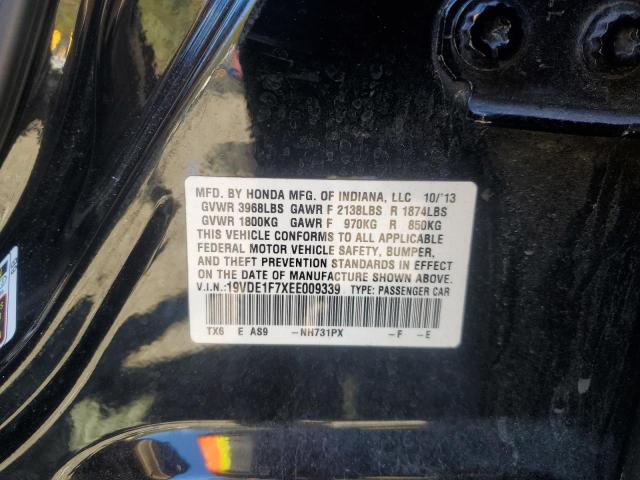 MFD. BY HONDA MFG. OF INDIANA, LLC 10/'13
GVWR 3968LBS GAWR F 2138LBS R 1874LBS
GVWR 1800KG GAWR F 970KG R 850KG
THIS VEHICLE CONFORMS TO ALL APPLICABLE
FEDERAL MOTOR VEHICLE SAFETY, BUMPER,
AND THEFT PREVENTION STANDARDS IN EFFECT
ON THE DATE OF MANUFACTURE SHOWN ABOVE.
V.I.N.: 19VDE1F7XEE009339 TYPE: PASSENGER CAR
TX6 E AS9 -NH731PX -F -E